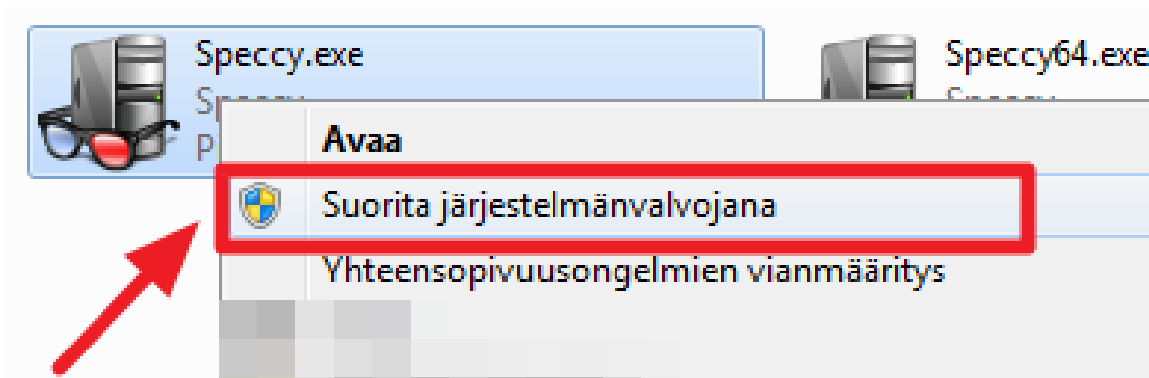 Speccy.exe
Speccy64.exe
Avaa
Suorita järjestelmänvalvojana
Yhteensopivuusongelmien vianmääritys